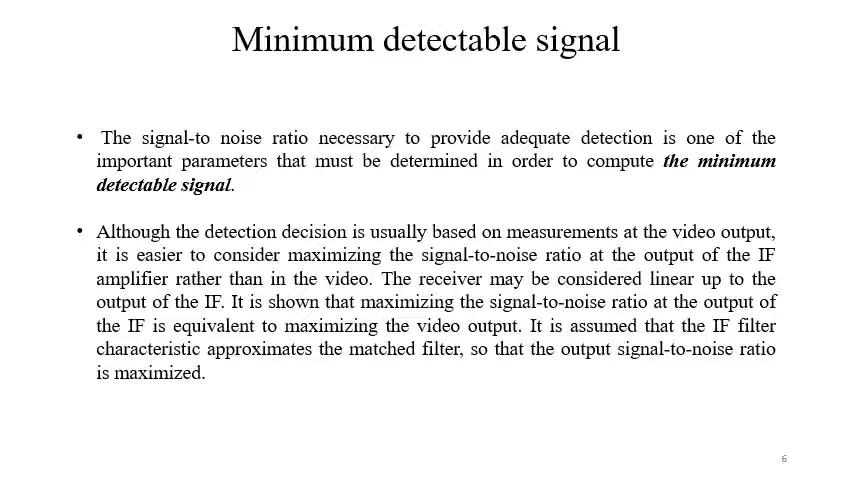 Minimum detectable signal
• The signal-to noise ratio necessary to provide adequate detection is one of the
important parameters that must be determined in order to compute the minimum
detectable signal.
• Although the detection decision is usually based on measurements at the video output,
it is easier to consider maximizing the signal-to-noise ratio at the output of the IF
amplifier rather than in the video. The receiver may be considered linear up to the
output of the IF. It is shown that maximizing the signal-to-noise ratio at the output of
the IF is equivalent to maximizing the video output. It is assumed that the IF filter
characteristic approximates the matched filter, so that the output signal-to-noise ratio
is maximized.
6